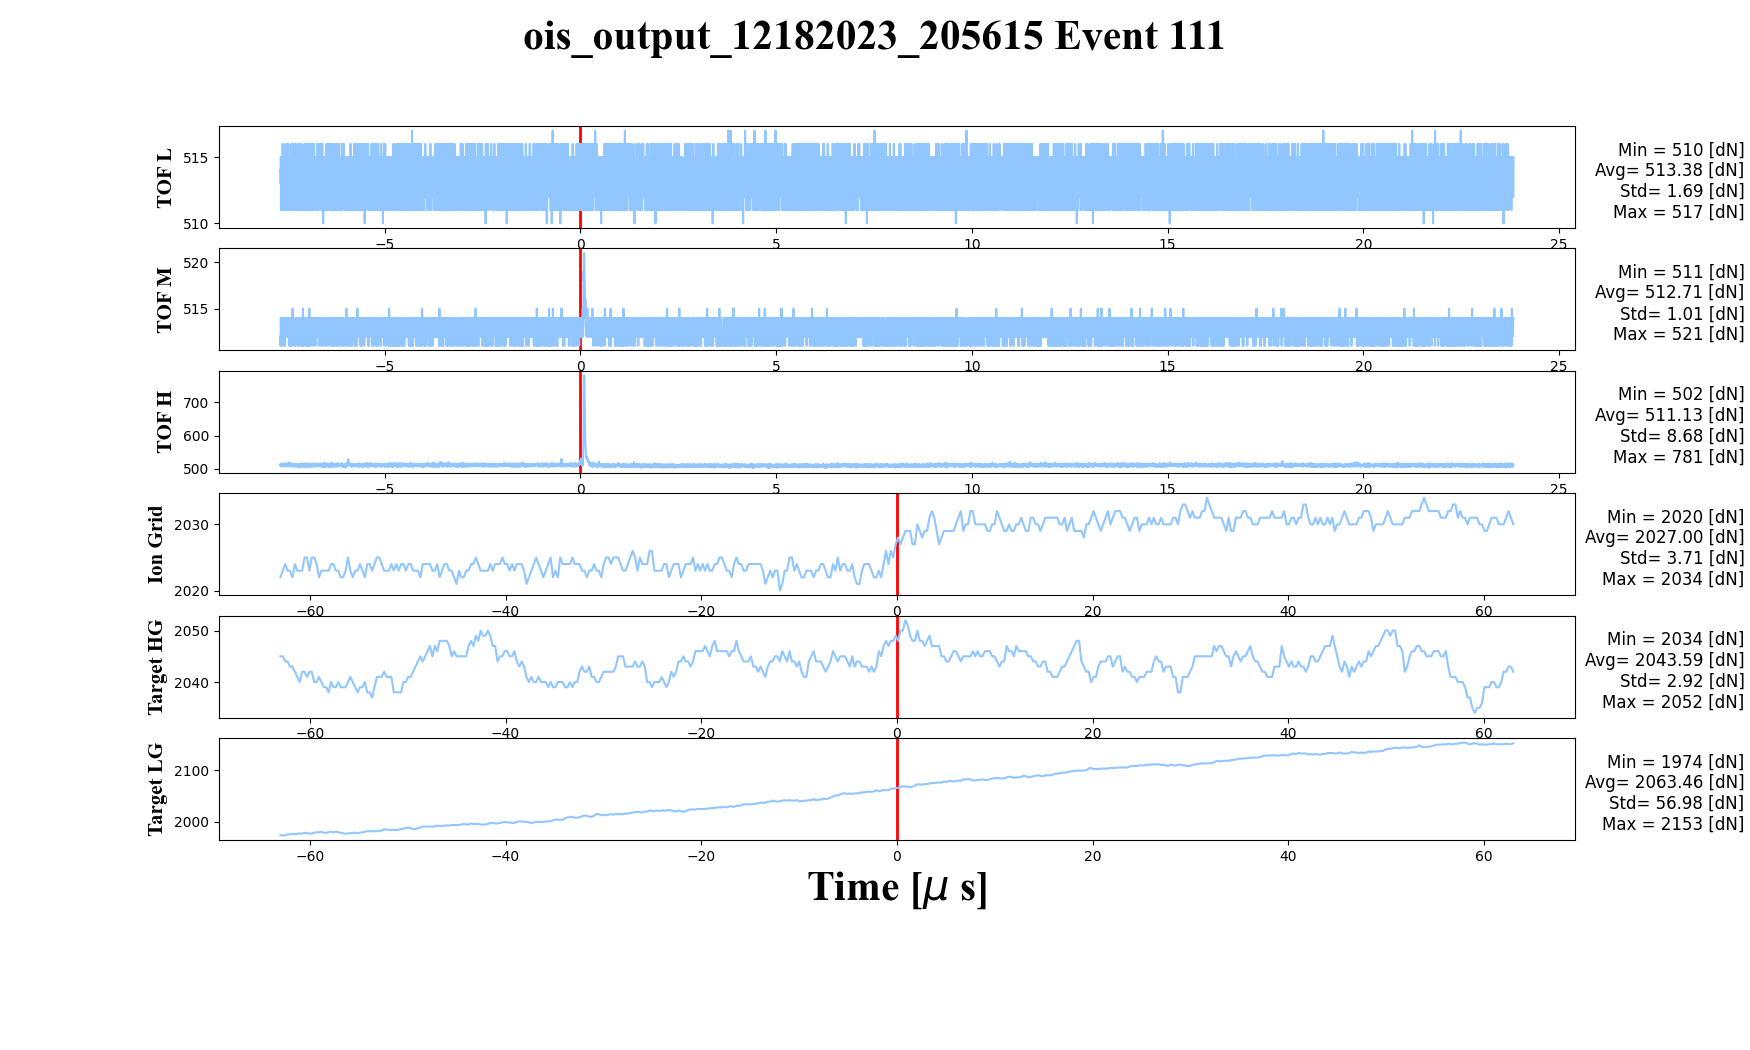 ois_output_12182023_205615 Event 111
TOF L
515
510
−5
0
5
10
15
20
25
Min = 510 [dN]
Avg= 513.38 [dN]
Std= 1.69 [dN]
Max = 517 [dN]
TOF M
520
515
−5
0
5
10
15
20
25
Min = 511 [dN]
Avg= 512.71 [dN]
Std= 1.01 [dN]
Max = 521 [dN]
TOF H
700
600
500
−5
0
5
10
15
20
25
Min = 502 [dN]
Avg= 511.13 [dN]
Std= 8.68 [dN]
Max = 781 [dN]
Ion Grid
2030
2020
−60
−40
−20
0
20
40
60
Min = 2020 [dN]
Avg= 2027.00 [dN]
Std= 3.71 [dN]
Max = 2034 [dN]
Target HG
2050
2040
−60
−40
−20
0
20
40
60
Min = 2034 [dN]
Avg= 2043.59 [dN]
Std= 2.92 [dN]
Max = 2052 [dN]
Target LG
2100
2000
−60
−40
−20
0
20
40
60
Min = 1974 [dN]
Avg= 2063.46 [dN]
Std= 56.98 [dN]
Max = 2153 [dN]
Time [μ s]